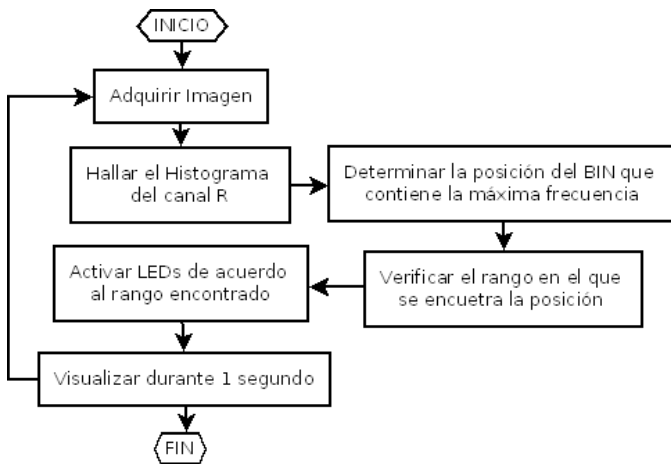 INICIO
Adquirir Imagen
Hallar el Histograma
del canal R
Determinar la posición del BIN que
contiene la máxima frecuencia
Verificar el rango en el que
se encuetra la posición
Activar LEDs de acuerdo
al rango encontrado
Visualizar durante 1 segundo
FIN